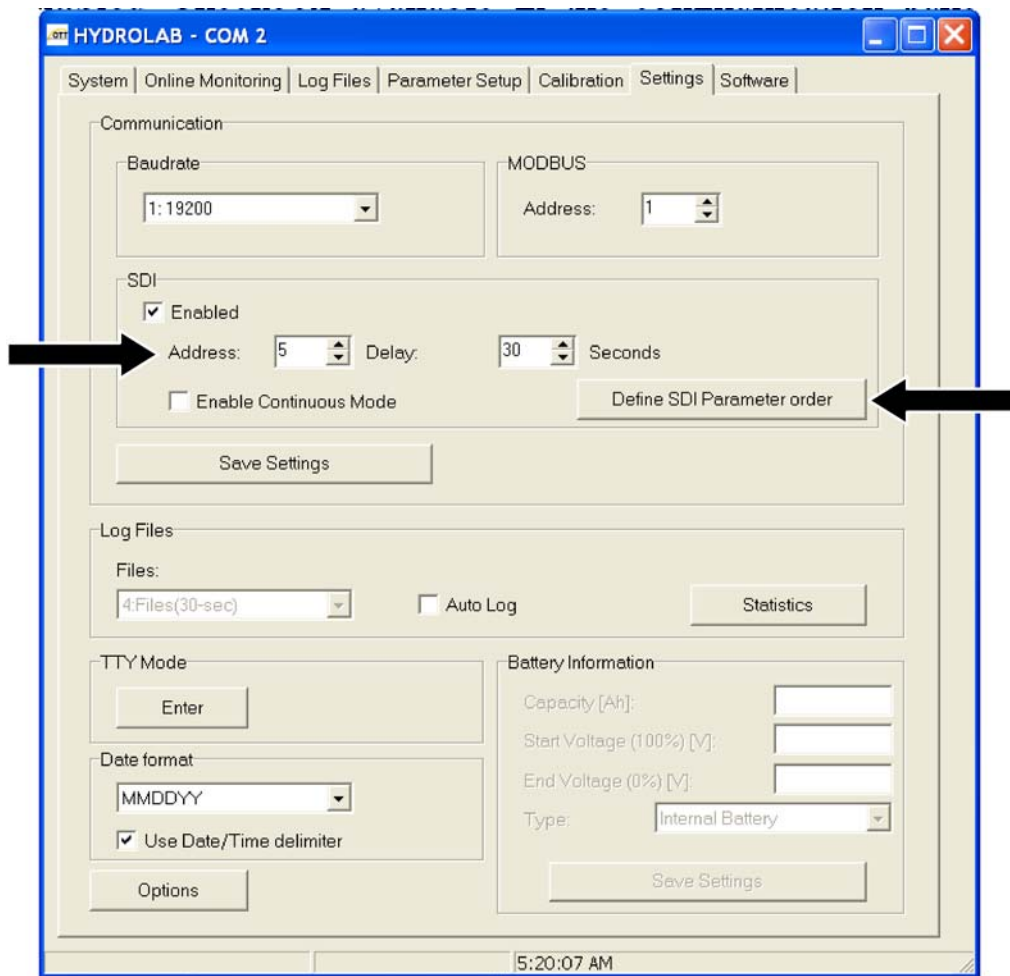 OTT HYDROLAB - COM 2
System Online Monitoring Log Files Parameter Setup Calibration Settings Software
Communication
Baudrate
1: 19200
MODBUS
Address: 1
SDI
Enabled
Address: 5 Delay: 30 Seconds
Enable Continuous Mode
Define SDI Parameter order
Save Settings
Log Files
Files:
4:Files(30-sec)
Auto Log
Statistics
TTY Mode
Enter
Date format
MMDDYY
Use Date/Time delimiter
Options
Battery Information
Capacity [Ah]:
Start Voltage (100%) [V]:
End Voltage (0%) [V]:
Type: Internal Battery
Save Settings
5:20:07 AM